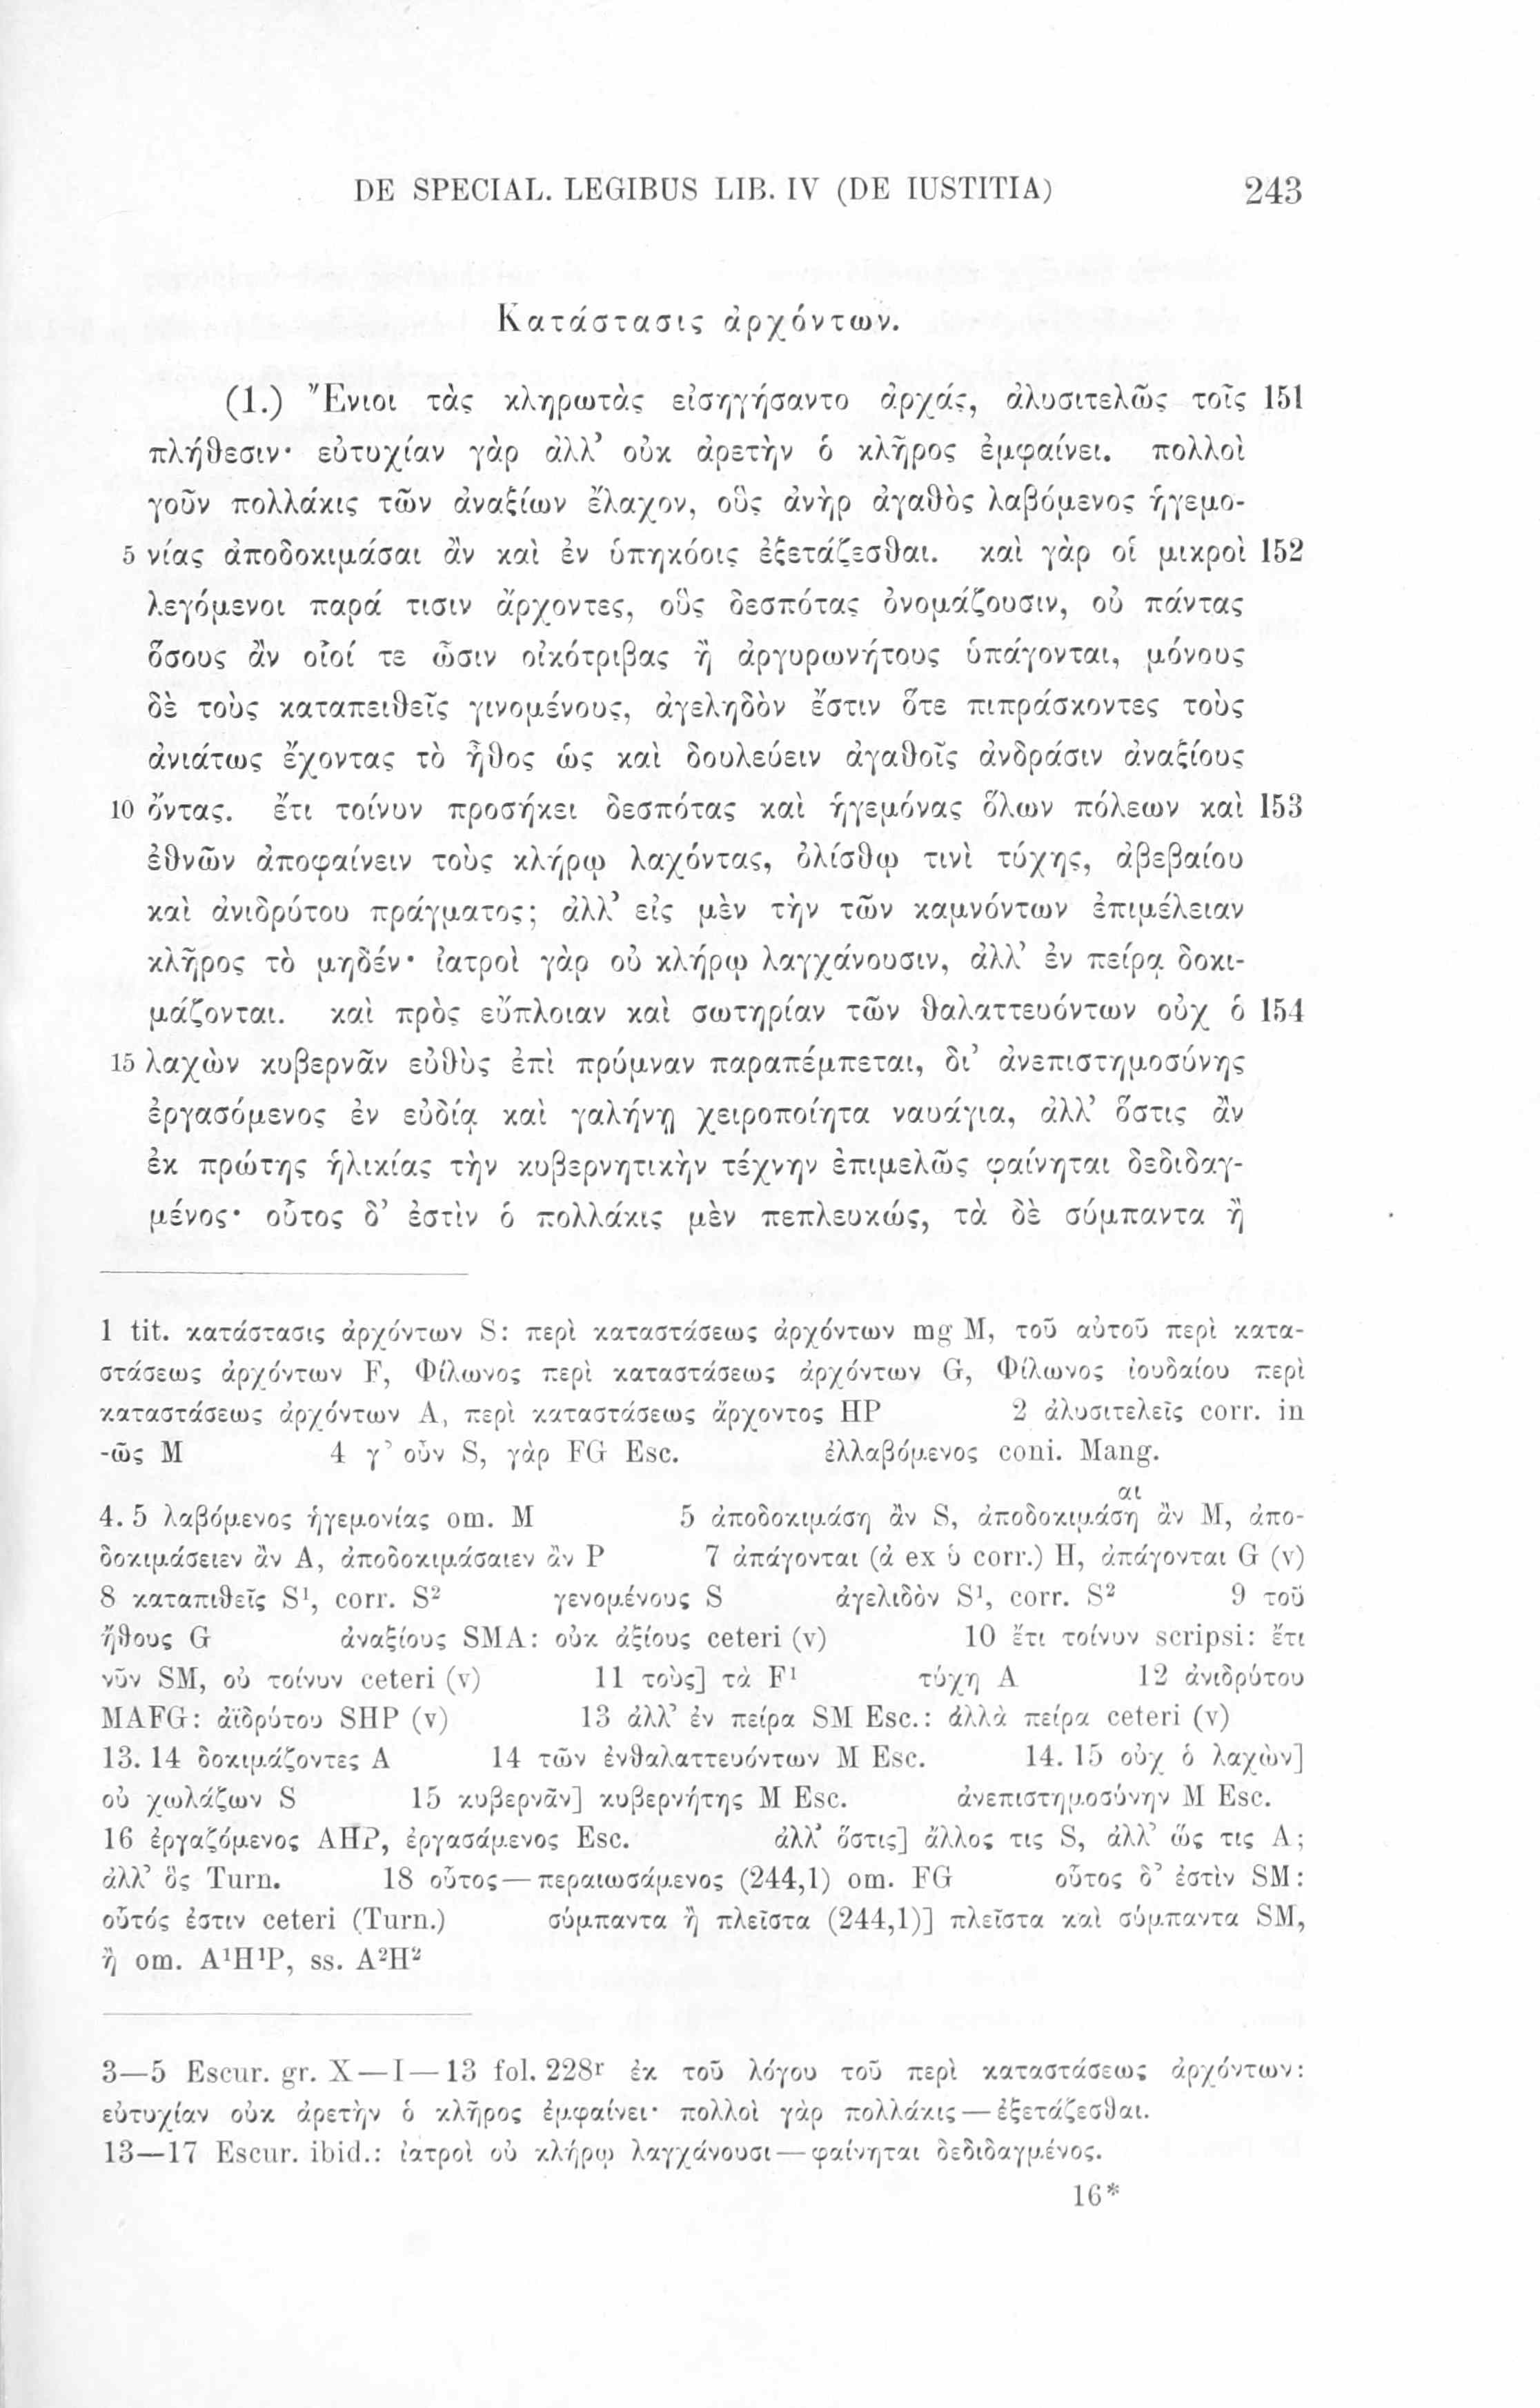 DE SPECIAL. LEGIBUS LIB. IV (DE IUSTITIA) 243
Κατάστασις ἀρχόντων.
(1.) Ἔνιοι τὰς κληρωτὰς εἰσηγήσαντο ἀρχάς, ἀλυσιτελῶς τοῖς 151
πλήθεσιν· εὐτυχίαν γὰρ ἀλλ’ οὐκ ἀρετὴν ὁ κλῆρος ἐμφαίνει. πολλοὶ
γοῦν πολλάκις τῶν ἀναξίων ἔλαχον, οὓς ἀνὴρ ἀγαθὸς λαβόμενος ἡγεμο-
5 νίας ἀποδοκιμάσαι ἂν καὶ ἐν ὑπηκόοις ἐξετάζεσθαι. καὶ γὰρ οἱ μικροὶ 152
λεγόμενοι παρά τισιν ἄρχοντες, οὓς δεσπότας ὀνομάζουσιν, οὐ πάντας
ὅσους ἂν οἷοί τε ὦσιν οἰκότριβας ἢ ἀργυρωνήτους ὑπάγονται, μόνους
δὲ τοὺς καταπειθεῖς γινομένους, ἀγεληδὸν ἔστιν ὅτε πιπράσκοντες τοὺς
ἀνιάτως ἔχοντας τὸ ἦθος ὡς καὶ δουλεύειν ἀγαθοῖς ἀνδράσιν ἀναξίους
10 ὄντας. ἔτι τοίνυν προσήκει δεσπότας καὶ ἡγεμόνας ὅλων πόλεων καὶ 153
ἐθνῶν ἀποφαίνειν τοὺς κλήρῳ λαχόντας, ὀλίσθῳ τινὶ τύχης, ἀβεβαίου
καὶ ἀνιδρύτου πράγματος; ἀλλ’ εἰς μὲν τὴν τῶν καμνόντων ἐπιμέλειαν
κλῆρος τὸ μηδέν· ἰατροὶ γὰρ οὐ κλήρῳ λαγχάνουσιν, ἀλλ’ ἐν πείρᾳ δοκι-
μάζονται. καὶ πρὸς εὔπλοιαν καὶ σωτηρίαν τῶν θαλαττευόντων οὐχ ὁ 154
15 λαχὼν κυβερνᾶν εὐθὺς ἐπὶ πρύμναν παραπέμπεται, δι’ ἀνεπιστημοσύνης
ἐργασόμενος ἐν εὐδίᾳ καὶ γαλήνῃ χειροποίητα ναυάγια, ἀλλ’ ὅστις ἂν
ἐκ πρώτης ἡλικίας τὴν κυβερνητικὴν τέχνην ἐπιμελῶς φαίνηται δεδιδαγ-
μένος· οὗτος δ’ ἐστὶν ὁ πολλάκις μὲν πεπλευκώς, τὰ δὲ σύμπαντα ἢ
1 tit. κατάστασις ἀρχόντων S: περὶ καταστάσεως ἀρχόντων mg M, τοῦ αὐτοῦ περὶ κατα-
στάσεως ἀρχόντων F, Φίλωνος περὶ καταστάσεως ἀρχόντων G, Φίλωνος ἰουδαίου περὶ
καταστάσεως ἀρχόντων A, περὶ καταστάσεως ἄρχοντος HP 2 ἀλυσιτελεῖς corr. in
-ῶς M 4 γ’ οὖν S, γὰρ FG Esc. ἐλλαβόμενος coni. Mang.
αι
4. 5 λαβόμενος ἡγεμονίας om. M 5 ἀποδοκιμάσῃ ἂν S, ἀποδοκιμάσῃ ἂν M, ἀπο-
δοκιμάσειεν ἂν A, ἀποδοκιμάσαιεν ἂν P 7 ἀπάγονται (ἀ ex ὑ corr.) H, ἀπάγονται G (v)
8 καταπιθεῖς S¹, corr. S² γενομένους S ἀγελιδὸν S¹, corr. S² 9 τοῦ
ἤθους G ἀναξίους SMA: οὐκ ἀξίους ceteri (v) 10 ἔτι τοίνυν scripsi: ἔτι
νῦν SM, οὐ τοίνυν ceteri (v) 11 τοὺς] τὰ F¹ τύχῃ A 12 ἀνιδρύτου
MAFG: ἀϊδρύτου SHP (v) 13 ἀλλ’ ἐν πείρα SM Esc.: ἀλλὰ πείρα ceteri (v)
13. 14 δοκιμάζοντες A 14 τῶν ἐνθαλαττευόντων M Esc. 14. 15 οὐχ ὁ λαχὼν]
οὐ χωλάζων S 15 κυβερνᾶν] κυβερνήτης M Esc. ἀνεπιστημοσύνην M Esc.
16 ἐργαζόμενος AHP, ἐργασάμενος Esc. ἀλλ’ ὅστις] ἄλλος τις S, ἀλλ’ ὥς τις A;
ἀλλ’ ὃς Turn. 18 οὗτος—περαιωσάμενος (244,1) om. FG οὗτος δ’ ἐστὶν SM:
οὗτός ἐστιν ceteri (Turn.) σύμπαντα ἢ πλεῖστα (244,1)] πλεῖστα καὶ σύμπαντα SM,
ἢ om. A¹H¹P, ss. A²H²
3—5 Escur. gr. X—I—13 fol. 228r ἐκ τοῦ λόγου τοῦ περὶ καταστάσεως ἀρχόντων:
εὐτυχίαν οὐκ ἀρετὴν ὁ κλῆρος ἐμφαίνει· πολλοὶ γὰρ πολλάκις—ἐξετάζεσθαι.
13—17 Escur. ibid.: ἰατροὶ οὐ κλήρῳ λαγχάνουσι—φαίνηται δεδιδαγμένος.
16*